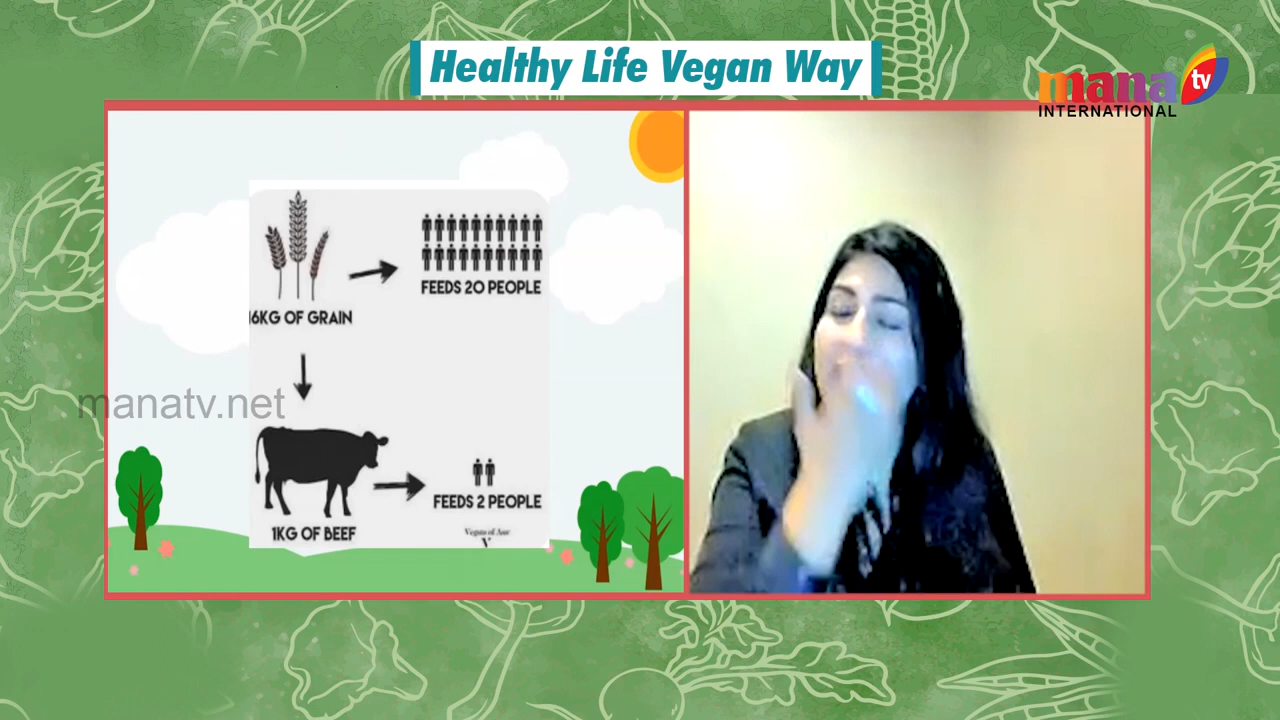 Healthy Life Vegan Way
mana tv
INTERNATIONAL
FEEDS 20 PEOPLE
16KG OF GRAIN
manatv.net
FEEDS 2 PEOPLE
1KG OF BEEF
V